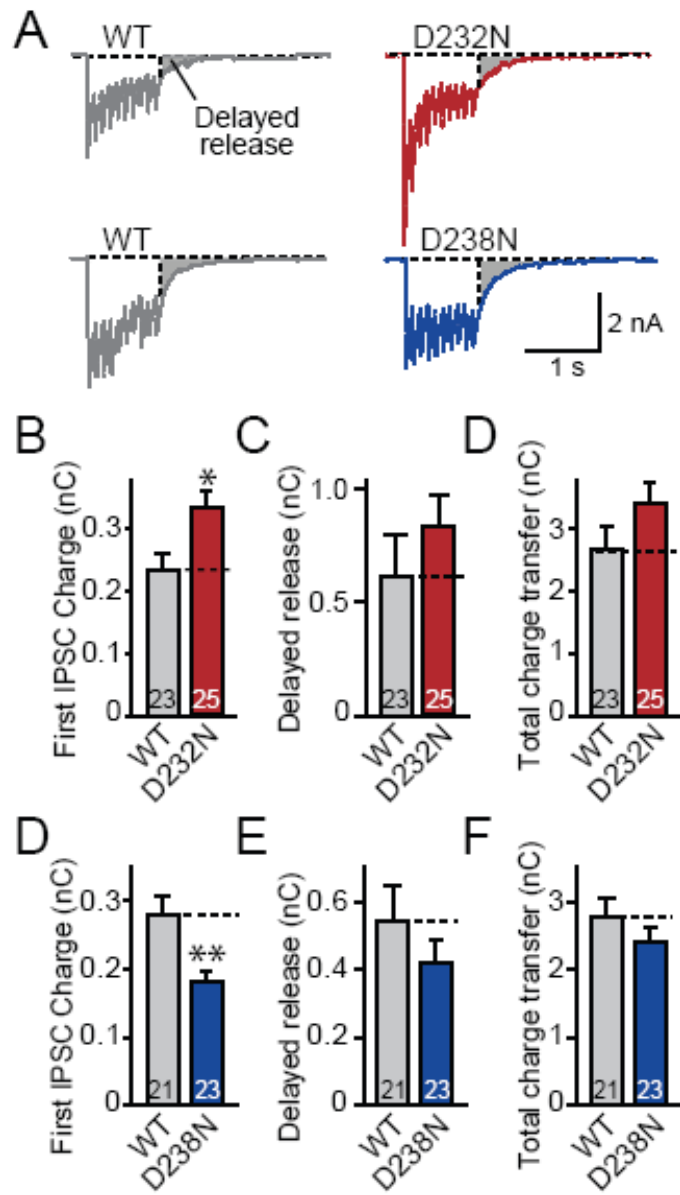 A
WT
D232N
Delayed
release
WT
D238N
2 nA
1 s
B
C
D
First IPSC Charge (nC)
0.3
0.2
0.1
0
*
23
25
WT
D232N
Delayed release (nC)
1.0
0.5
0
23
25
WT
D232N
Total charge transfer (nC)
3
2
1
0
23
25
WT
D232N
D
E
F
First IPSC Charge (nC)
0.3
0.2
0.1
0
**
21
23
WT
D238N
Delayed release (nC)
0.6
0.4
0.2
0
21
23
WT
D238N
Total charge transfer (nC)
3
2
1
0
21
23
WT
D238N